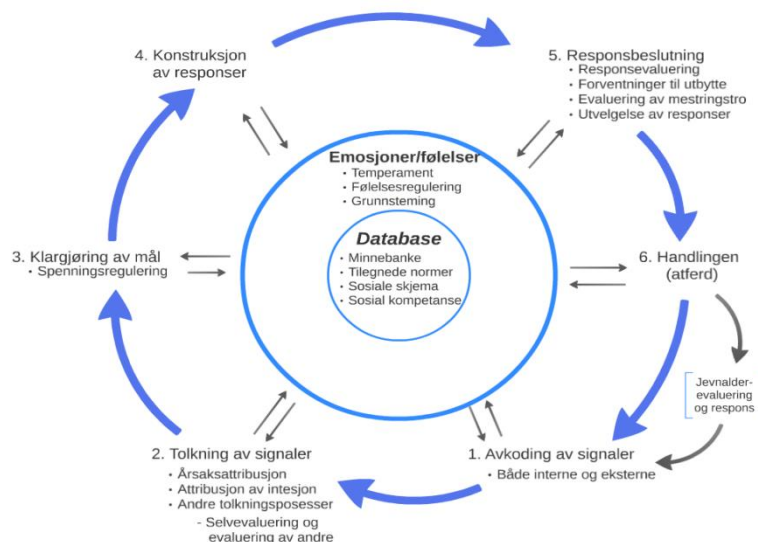 4. Konstruksjon
av responser
5. Responsbeslutning
• Responsevaluering
• Forventninger til utbytte
• Evaluering av mestringstro
• Utvelgelse av responser
Emosjoner/følelser
• Temperament
• Følelsesregulering
• Grunnsteming
Database
• Minnebanke
• Tilegnede normer
• Sosiale skjema
• Sosial kompetanse
3. Klargjøring av mål
• Spenningsregulering
6. Handlingen
(atferd)
Jevnalder-
evaluering
og respons
2. Tolkning av signaler
• Årsaksattribusjon
• Attribusjon av intesjon
• Andre tolkningsposesser
- Selvevaluering og
evaluering av andre
1. Avkoding av signaler
• Både interne og eksterne